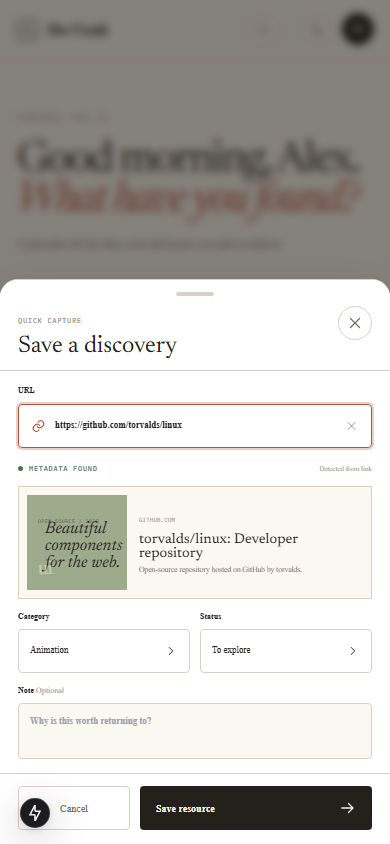 Good morning, Alex.
What have you found?
QUICK CAPTURE
Save a discovery
URL
https://github.com/torvalds/linux
METADATA FOUND
Detected from link
Beautiful
components
for the web.
ui
GITHUB.COM
torvalds/linux: Developer
repository
Open-source repository hosted on GitHub by torvalds.
Category
Status
Animation
To explore
Note Optional
Why is this worth returning to?
Cancel
Save resource